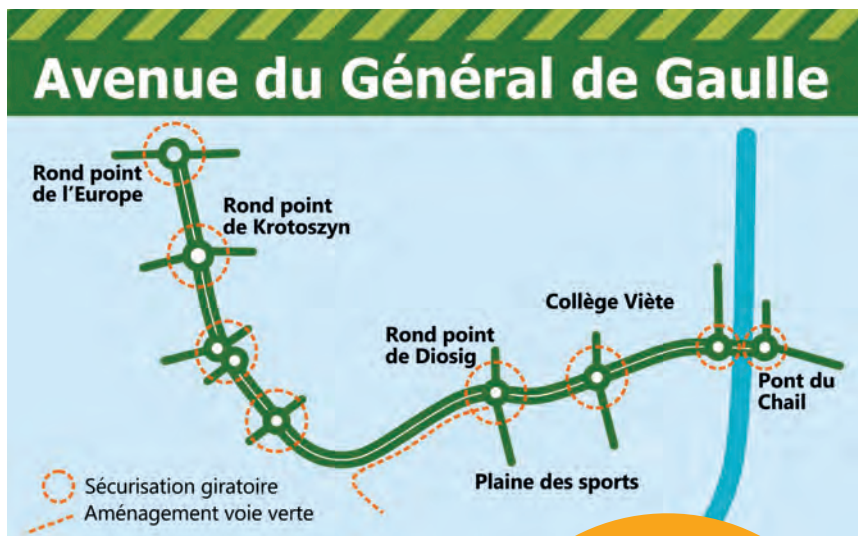 Avenue du Général de Gaulle
Rond point
de l'Europe
Rond point
de Krotoszyn
Collège Viète
Rond point
de Diosig
Pont du
Chail
Plaine des sports
Sécurisation giratoire
Aménagement voie verte